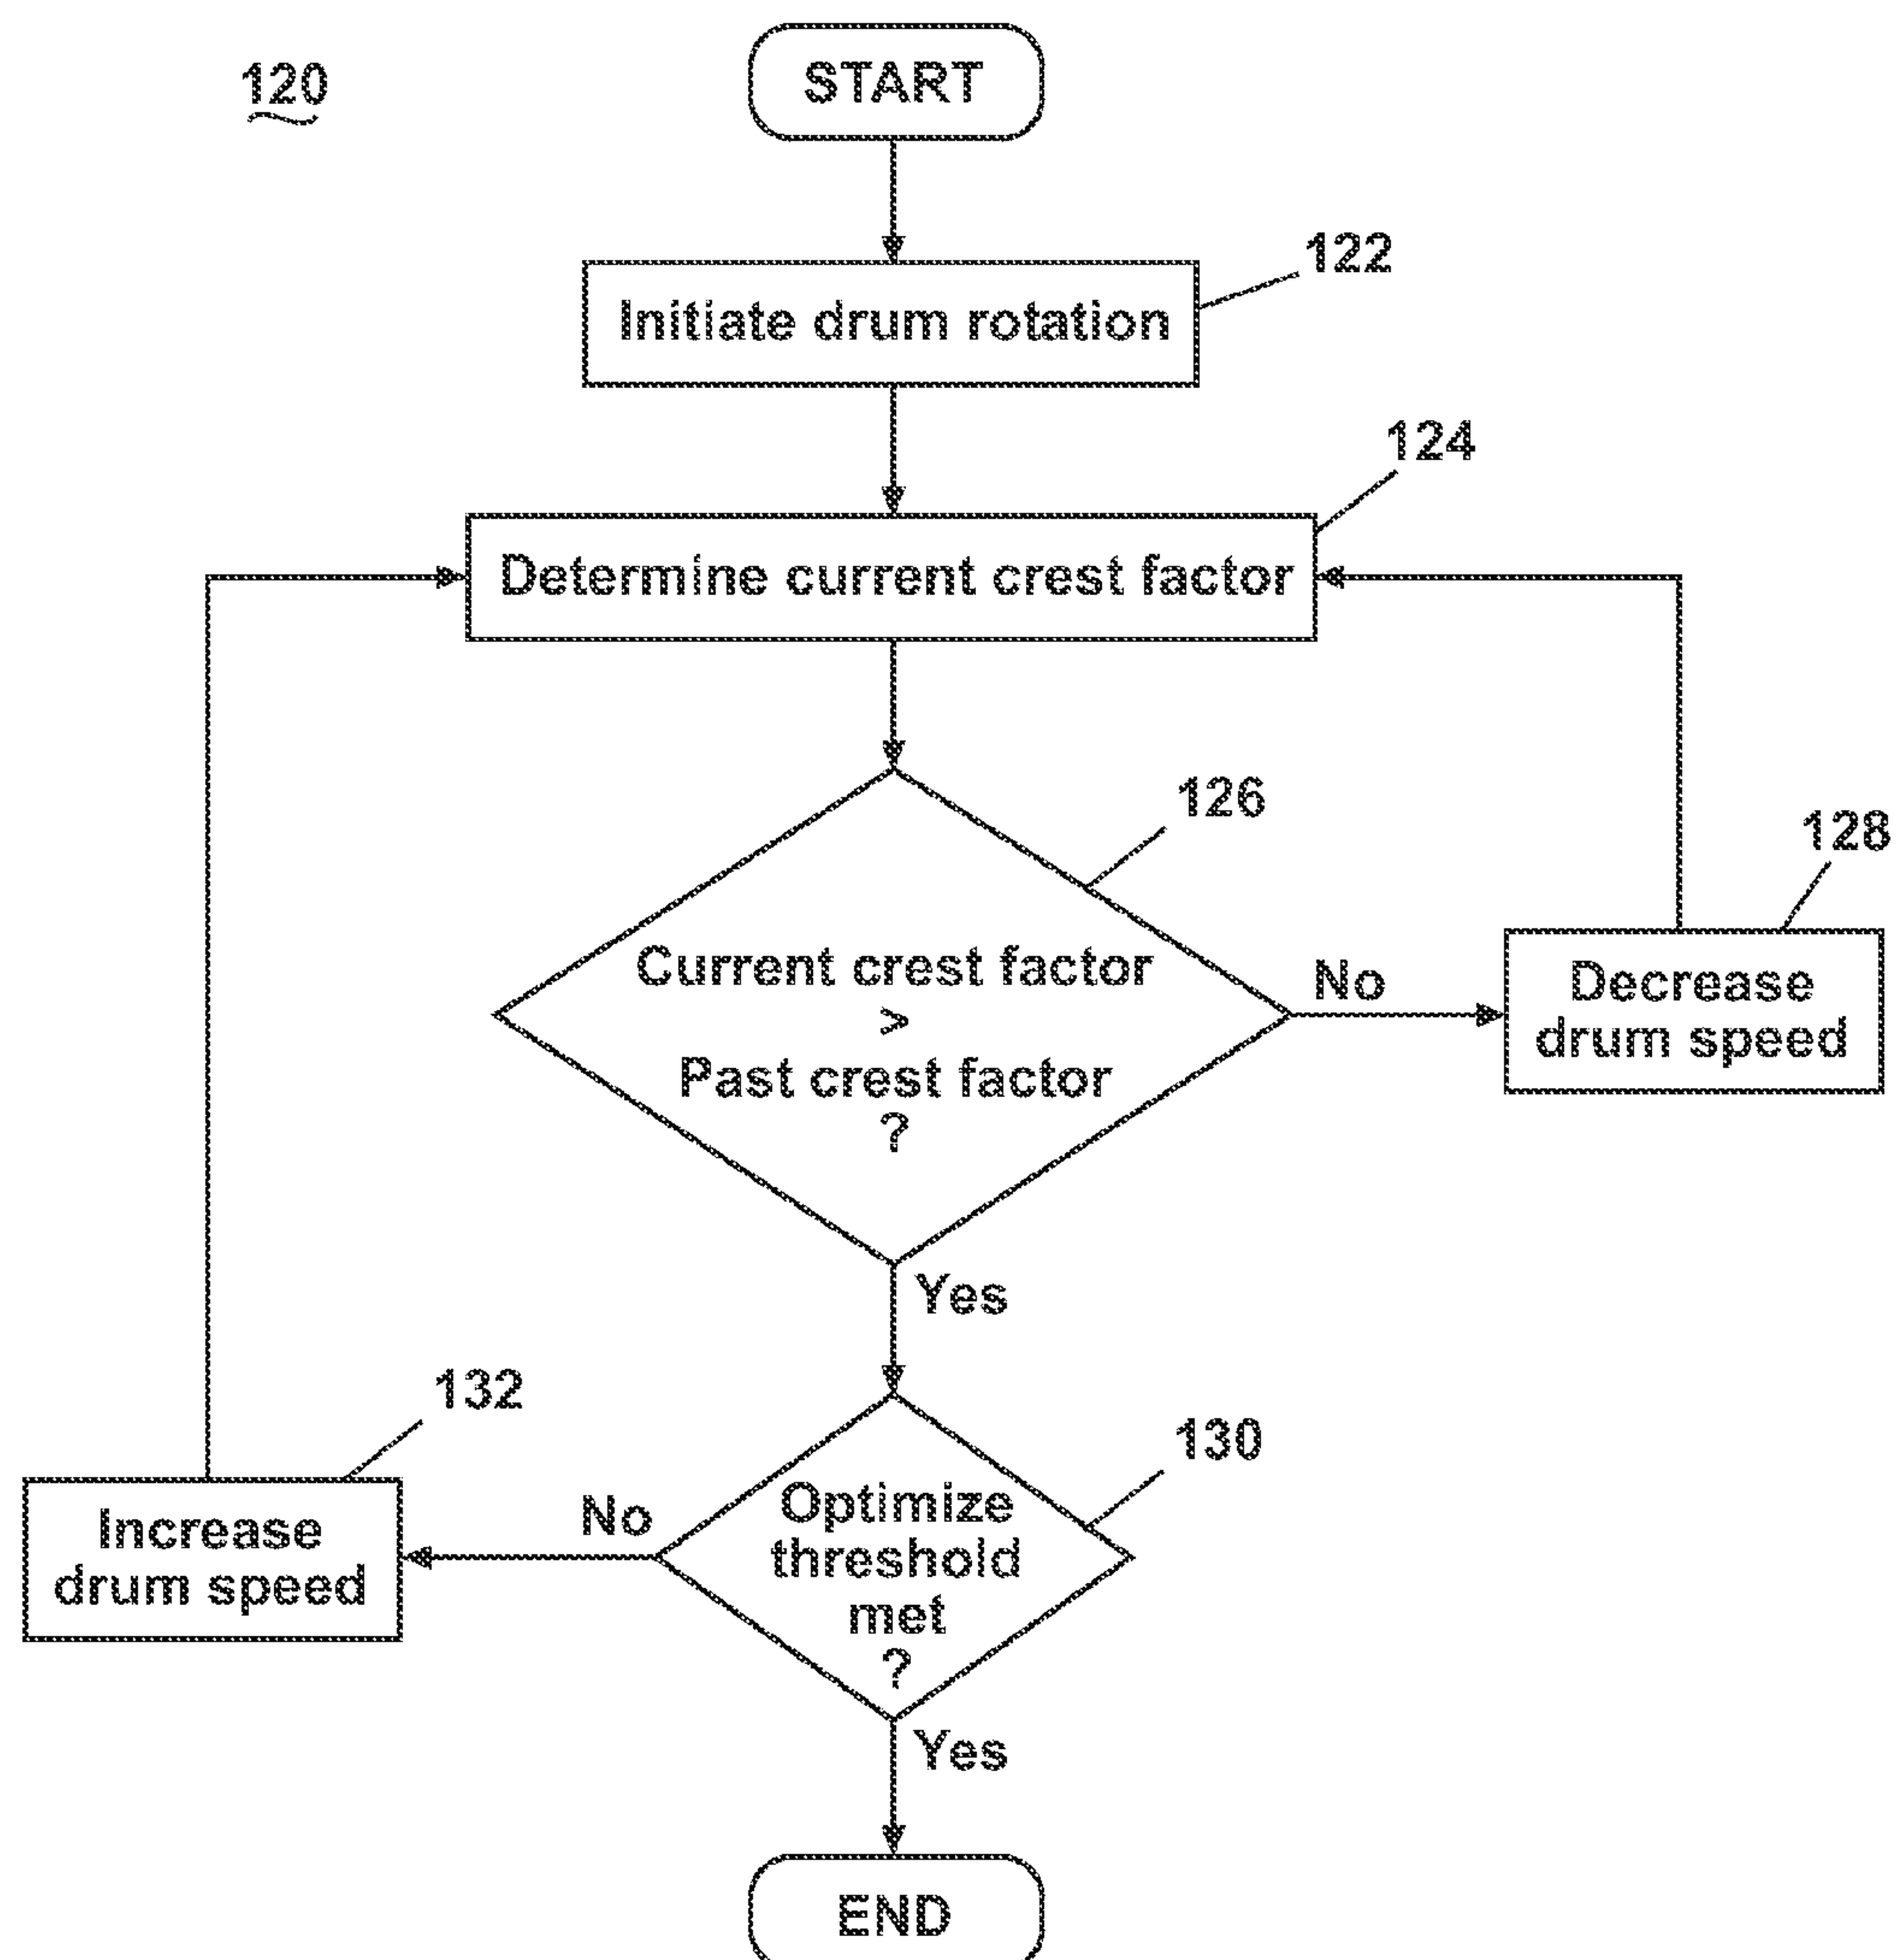 120
START
122
Initiate drum rotation
124
Determine current crest factor
126
Current crest factor
>
Past crest factor
?
No
128
Decrease
drum speed
Yes
130
Optimize
threshold
met
?
No
132
Increase
drum speed
Yes
END